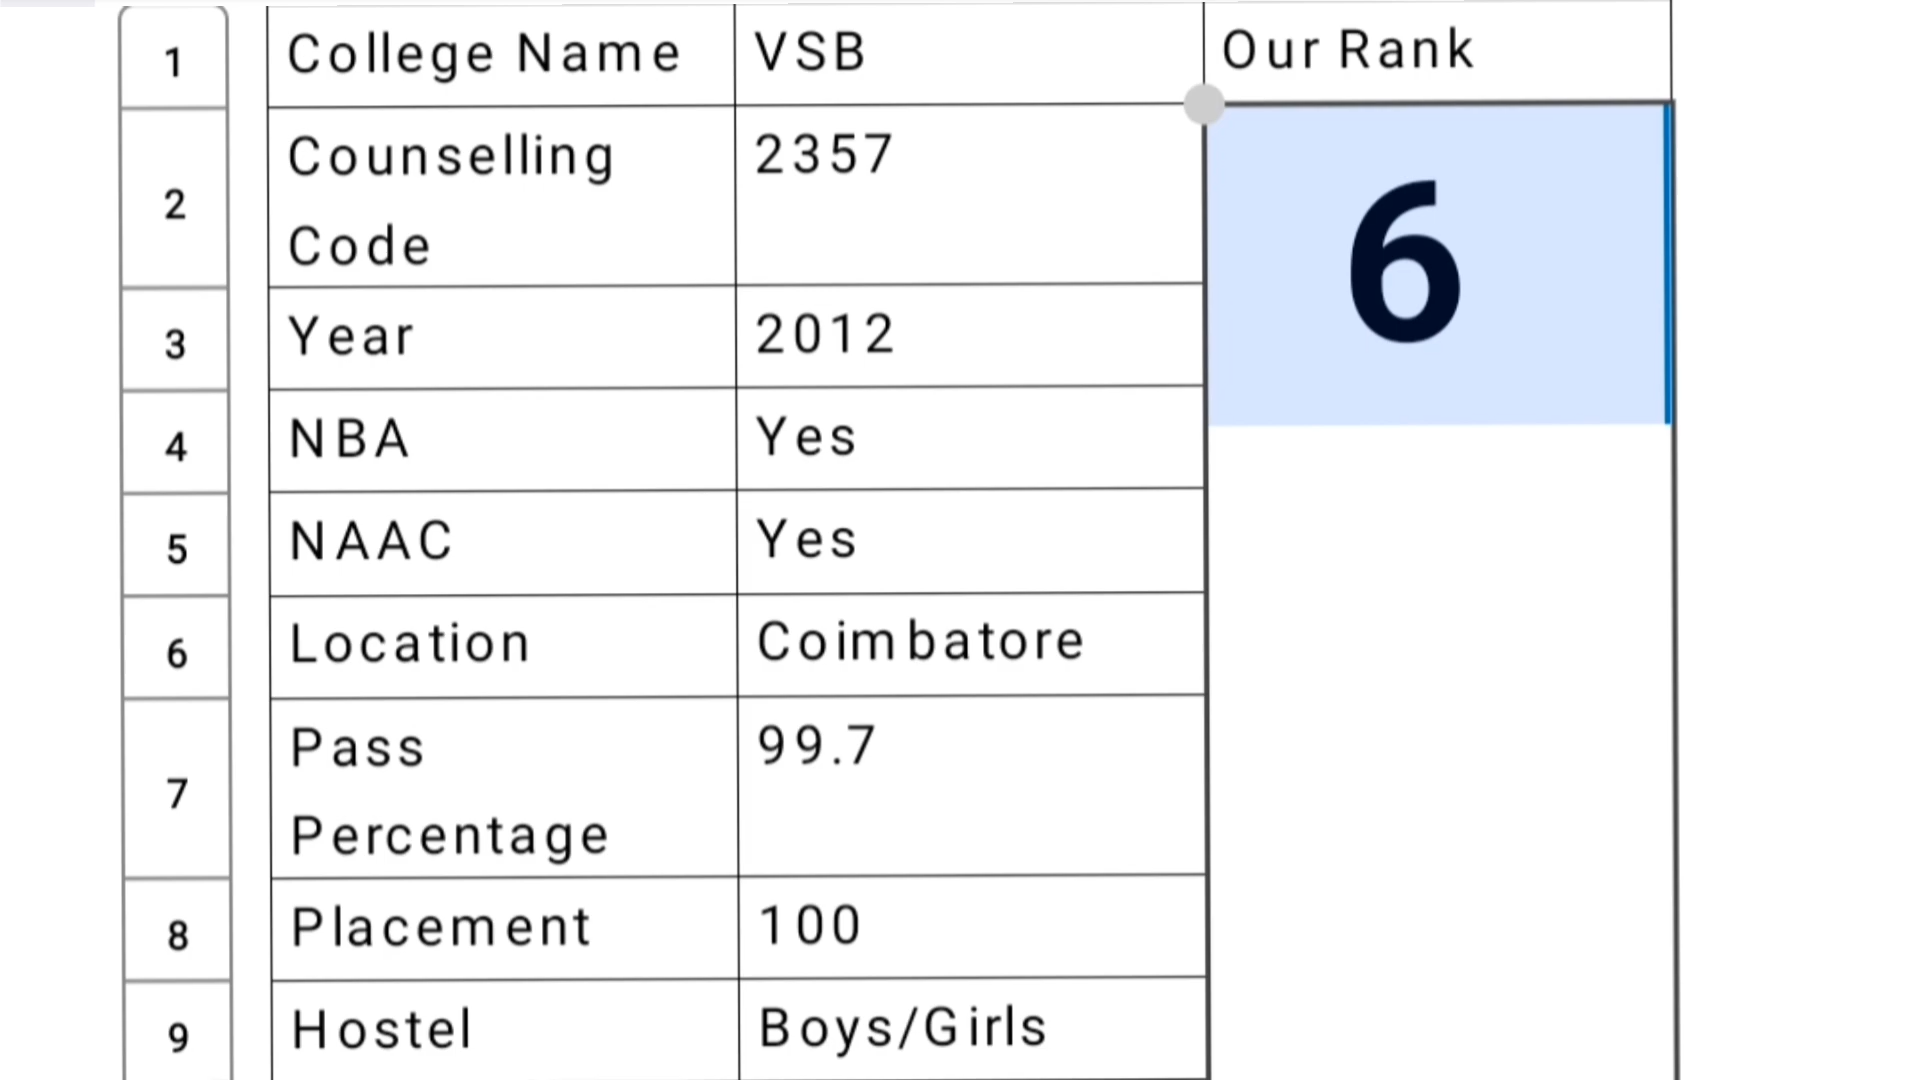 1 College Name VSB Our Rank
2 Counselling Code 2357 6
3 Year 2012
4 NBA Yes
5 NAAC Yes
6 Location Coimbatore
7 Pass Percentage 99.7
8 Placement 100
9 Hostel Boys/Girls